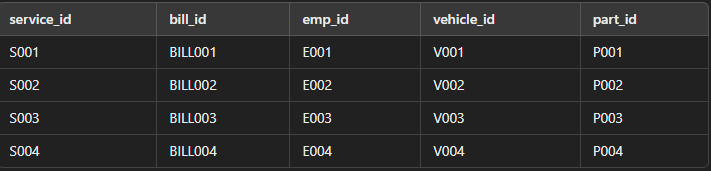 service_id bill_id emp_id vehicle_id part_id
S001 BILL001 E001 V001 P001
S002 BILL002 E002 V002 P002
S003 BILL003 E003 V003 P003
S004 BILL004 E004 V004 P004